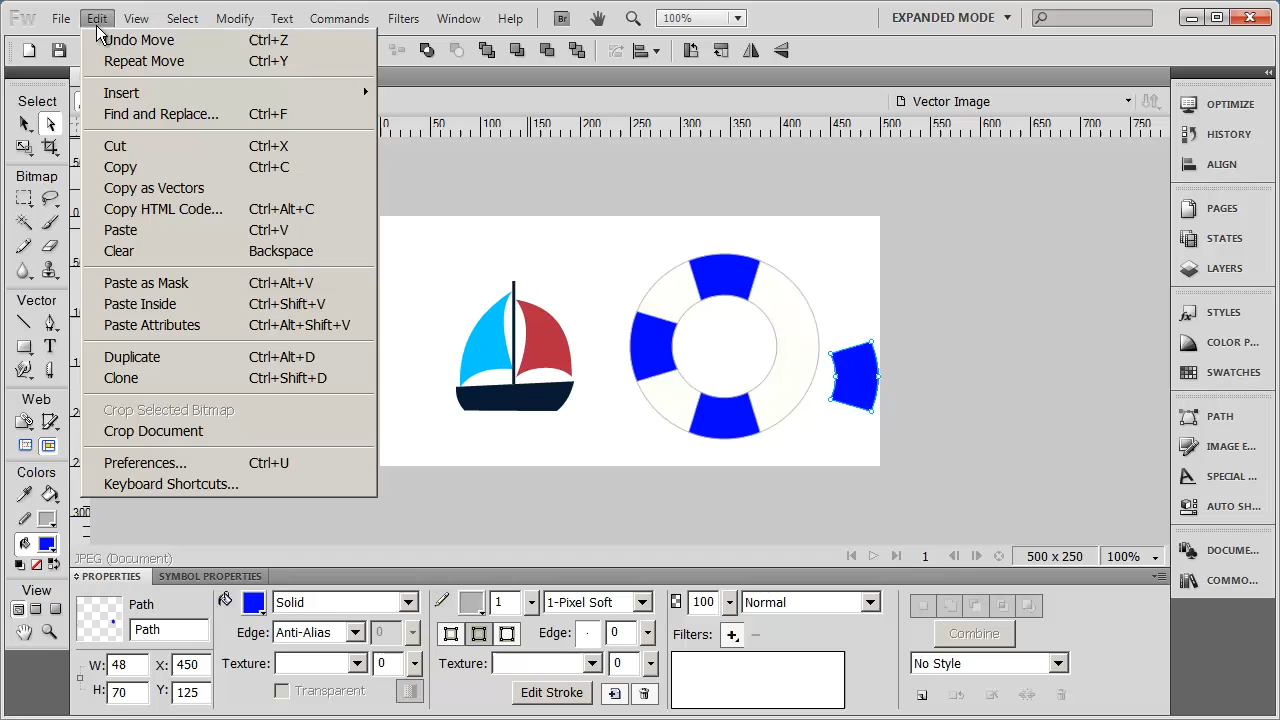 Fw File Edit View Select Modify Text Commands Filters Window Help Br 100% EXPANDED MODE
Undo Move Ctrl+Z
Repeat Move Ctrl+Y
Insert
Find and Replace... Ctrl+F
Cut Ctrl+X
Copy Ctrl+C
Copy as Vectors
Copy HTML Code... Ctrl+Alt+C
Paste Ctrl+V
Clear Backspace
Paste as Mask Ctrl+Alt+V
Paste Inside Ctrl+Shift+V
Paste Attributes Ctrl+Alt+Shift+V
Duplicate Ctrl+Alt+D
Clone Ctrl+Shift+D
Crop Selected Bitmap
Crop Document
Preferences... Ctrl+U
Keyboard Shortcuts...
Select
Bitmap
Vector
T
Web
Colors
View
Vector Image
0 50 100 150 200 250 300 350 400 450 500 550 600 650 700 750
300
OPTIMIZE
HISTORY
ALIGN
PAGES
STATES
LAYERS
STYLES
COLOR P...
SWATCHES
PATH
IMAGE E...
SPECIAL ...
AUTO SH...
DOCUME...
COMMO...
JPEG (Document) 1 500 x 250 100%
PROPERTIES SYMBOL PROPERTIES
Path Solid 1 1-Pixel Soft 100 Normal
Path Edge: Anti-Alias 0 Edge: 0 Filters: Combine
W: 48 X: 450 Texture: 0 Texture: 0 No Style
H: 70 Y: 125 Transparent Edit Stroke